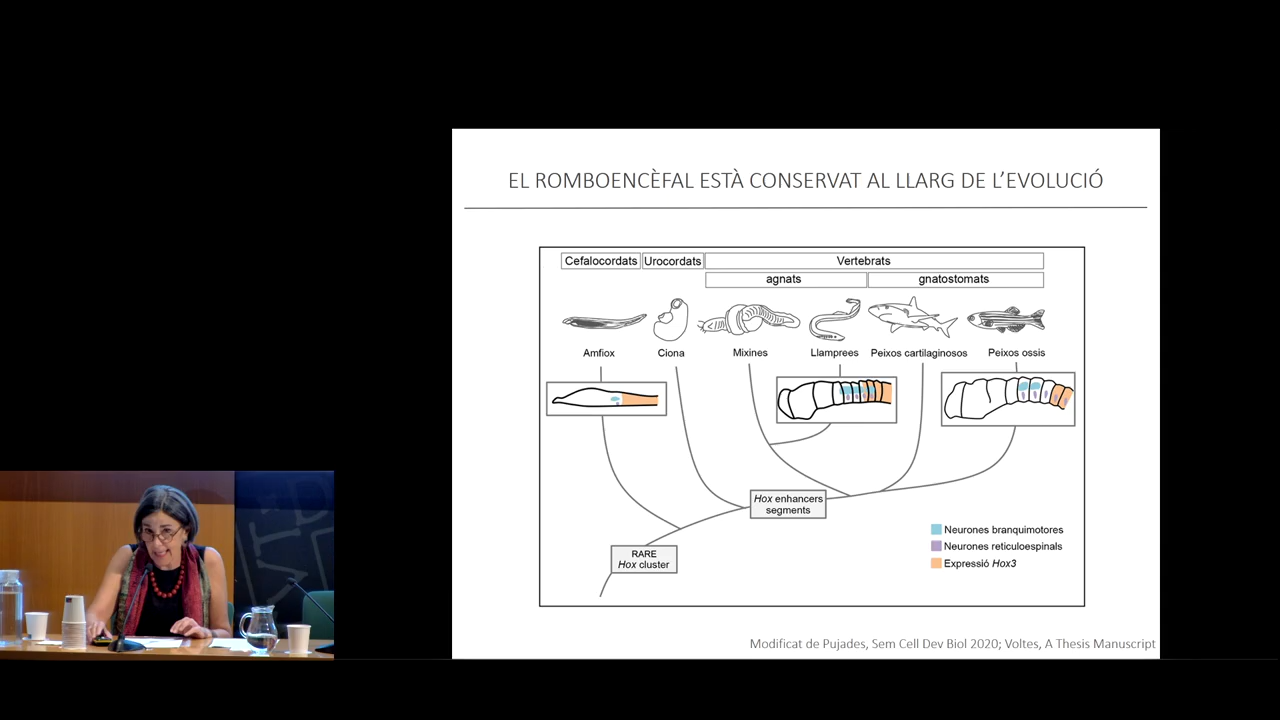 EL ROMBOENCÈFAL ESTÀ CONSERVAT AL LLARG DE L'EVOLUCIÓ
Cefalocordats Urocordats Vertebrats
agnats gnatostomats
Amfiox Ciona Mixines Llamprees Peixos cartilaginosos Peixos ossis
Hox enhancers
segments
RARE
Hox cluster
Neurones branquimotores
Neurones reticuloespinals
Expressió Hox3
Modificat de Pujades, Sem Cell Dev Biol 2020; Voltes, A Thesis Manuscript